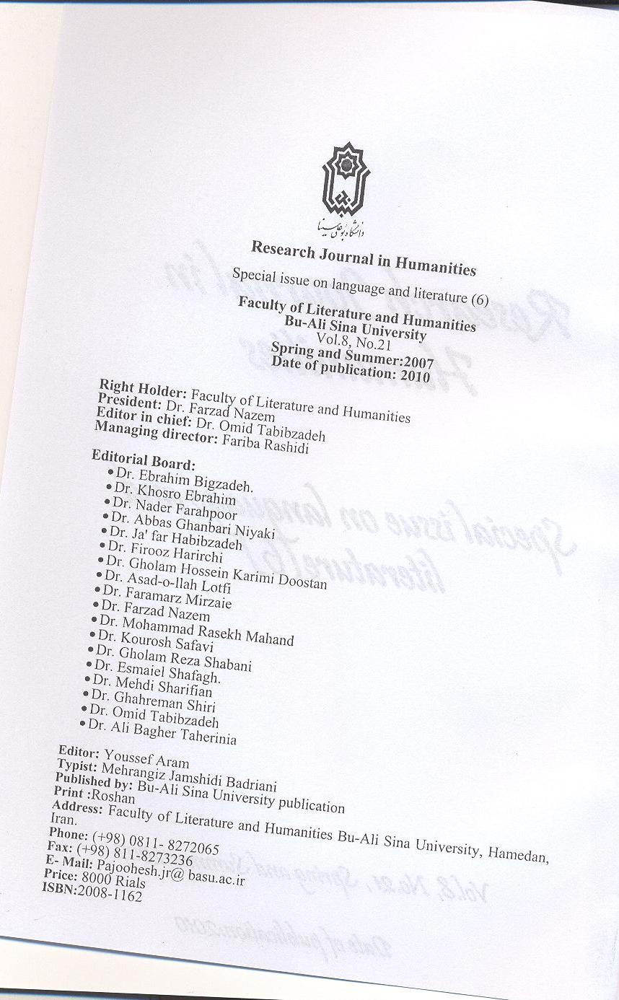 دانشگاه بوعلی سینا
Research Journal in Humanities
Special issue on language and literature (6)
Faculty of Literature and Humanities
Bu-Ali Sina University
Vol.8, No.21
Spring and Summer:2007
Date of publication: 2010
Right Holder: Faculty of Literature and Humanities
President: Dr. Farzad Nazem
Editor in chief: Dr. Omid Tabibzadeh
Managing director: Fariba Rashidi
Editorial Board:
• Dr. Ebrahim Bigzadeh.
• Dr. Khosro Ebrahim
• Dr. Nader Farahpoor
• Dr. Abbas Ghanbari Niyaki
• Dr. Ja' far Habibzadeh
• Dr. Firooz Harirchi
• Dr. Gholam Hossein Karimi Doostan
• Dr. Asad-o-llah Lotfi
• Dr. Faramarz Mirzaie
• Dr. Farzad Nazem
• Dr. Mohammad Rasekh Mahand
• Dr. Kourosh Safavi
• Dr. Gholam Reza Shabani
• Dr. Esmaiel Shafagh.
• Dr. Mehdi Sharifian
• Dr. Ghahreman Shiri
• Dr. Omid Tabibzadeh
• Dr. Ali Bagher Taherinia
Editor: Youssef Aram
Typist: Mehrangiz Jamshidi Badriani
Published by: Bu-Ali Sina University publication
Print :Roshan
Address: Faculty of Literature and Humanities Bu-Ali Sina University, Hamedan,
Iran.
Phone: (+98) 0811- 8272065
Fax: (+98) 811-8273236
E- Mail: Pajoohesh.jr@ basu.ac.ir
Price: 8000 Rials
ISBN:2008-1162